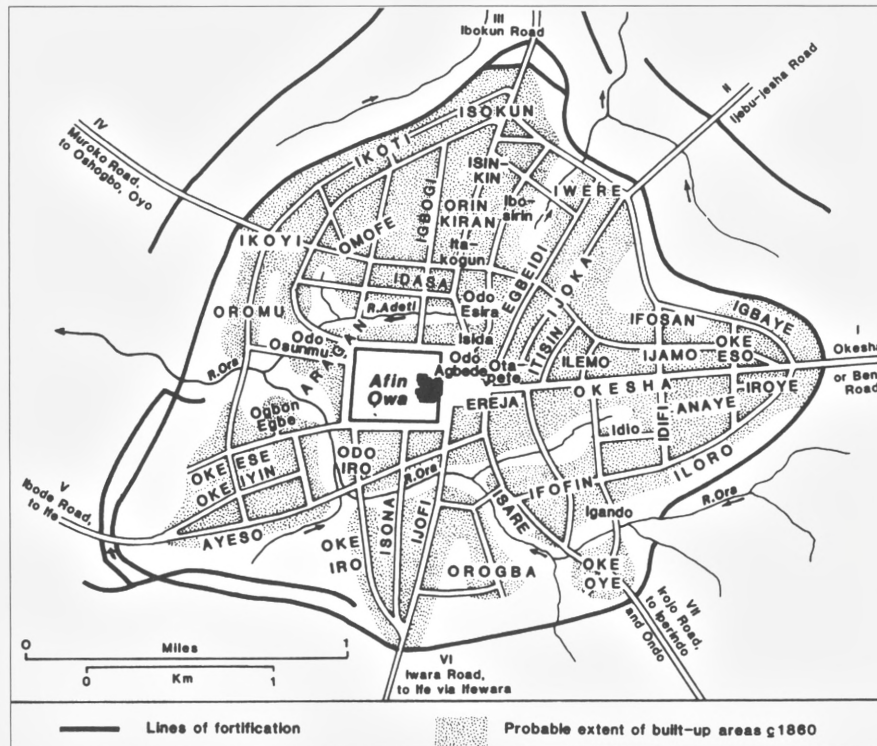 III
Ibokun Road
II
Ijebu-jesha Road
IV
Muroko Road,
to Oshogbo, Oyo
ISOKUN
IKOTI
ISIN-
KIN
IWERE
IGBOGI
ORIN
KIRAN
Ibo-
sirin
OMOFE
IKOYI
Ita-
kogun
EGBEIDI
IJOKA
IDASA
Odo
Esira
R.Adeti
OROMU
IFOSAN
IGBAYE
Odo
Osunmu
ARAROMAN
Isida
ITISIN
ILEMO
IJAMO
OKE
ESO
I
Okesha
or Ben
Road
R.Ora
Afin
Ọwa
Odo
Agbede
Ota-
pete
OKESHA
IROYE
EREJA
ANAYE
IDIFI
Idio
Ogbon
Egbe
OKE ESE
OKE IYIN
ODO
IRO
R.Ora
ILORO
IFOFIN
V
Ibode Road,
to Ife
AYESO
OKE
IRO
ISONA
IJOFI
ISARE
Igando
R.Ora
OROGBA
OKE
OYE
VII
Irojo Road,
to Iperindo
and Ondo
0 1
Miles
0 1
Km
VI
Iwara Road,
to Ife via Ifewara
Lines of fortification
Probable extent of built-up areas c1860